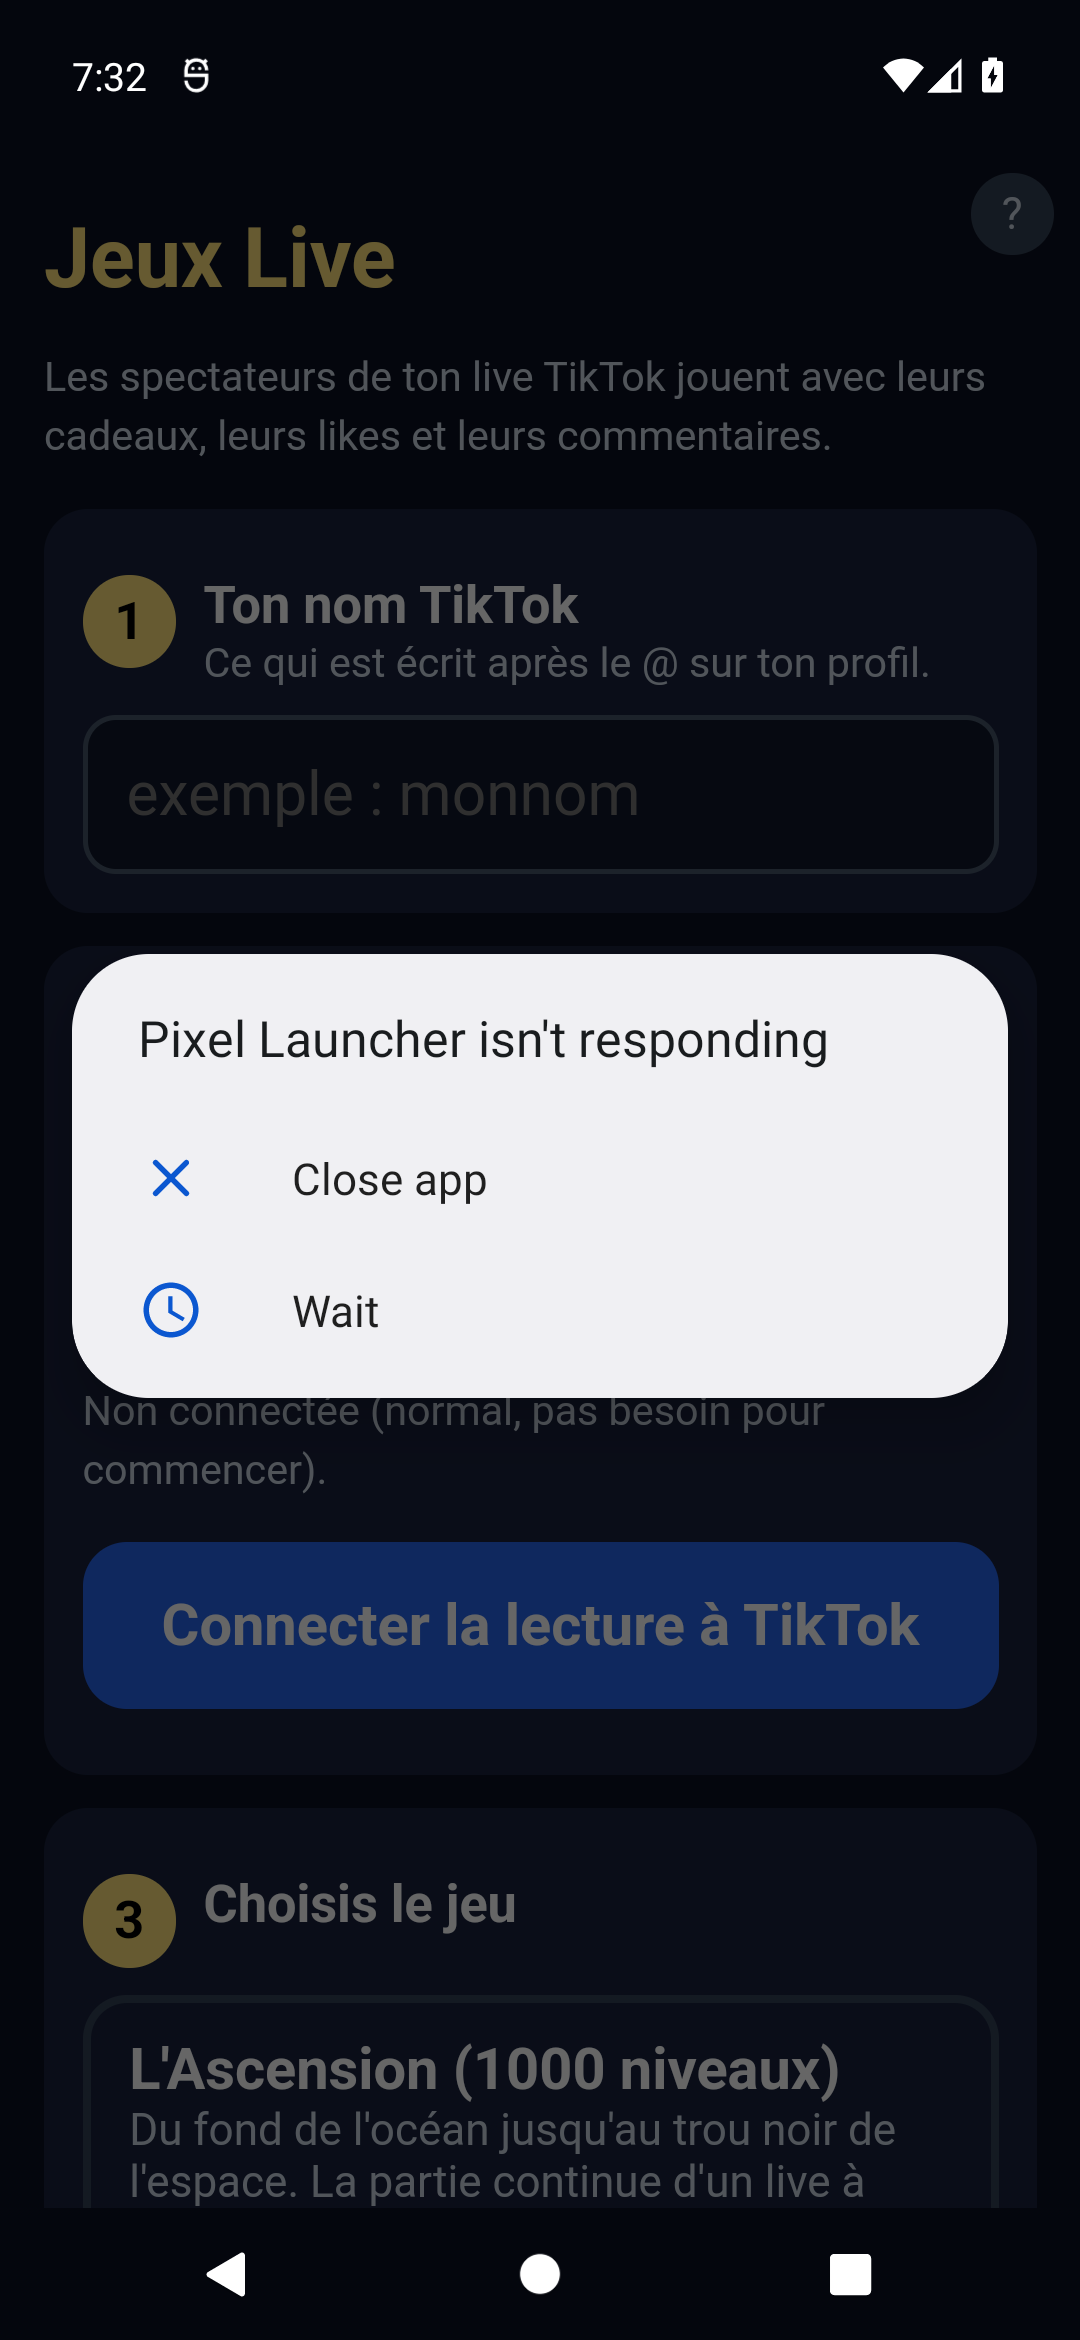 7:32
?
Jeux Live
Les spectateurs de ton live TikTok jouent avec leurs
cadeaux, leurs likes et leurs commentaires.
1
Ton nom TikTok
Ce qui est écrit après le @ sur ton profil.
exemple : monnom
Pixel Launcher isn't responding
Close app
Wait
Non connectée (normal, pas besoin pour
commencer).
Connecter la lecture à TikTok
3
Choisis le jeu
L'Ascension (1000 niveaux)
Du fond de l'océan jusqu'au trou noir de
l'espace. La partie continue d'un live à